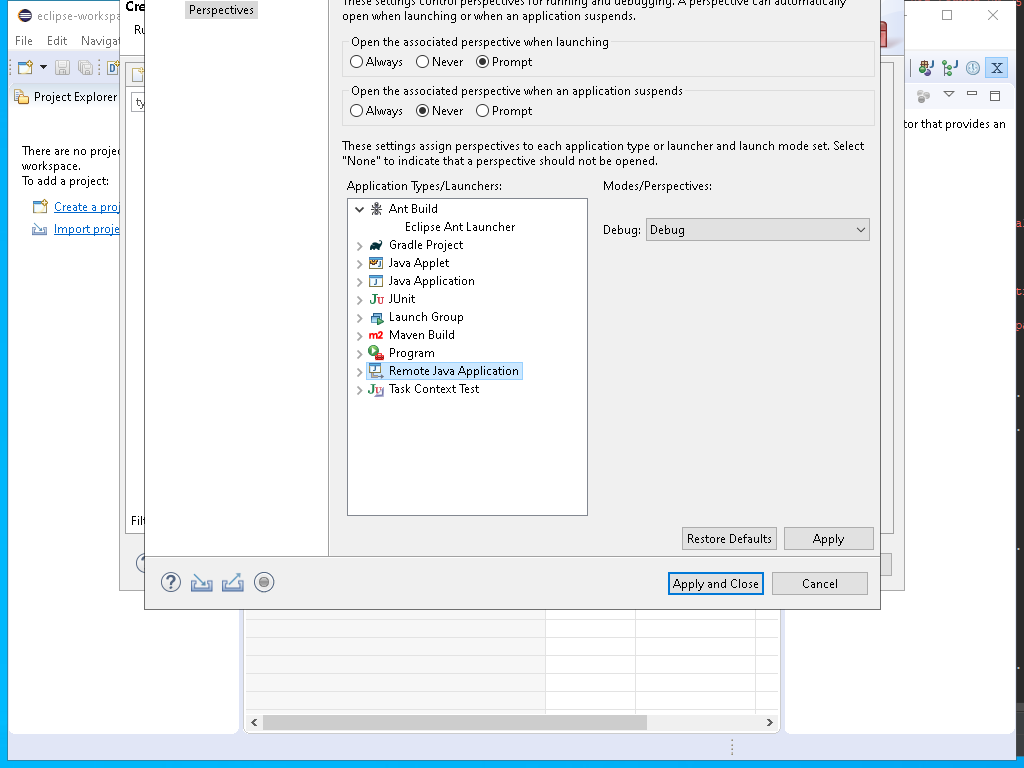 Perspectives
These settings control perspectives for running and debugging. A perspective can automatically
open when launching or when an application suspends.
Open the associated perspective when launching
Always Never Prompt
Open the associated perspective when an application suspends
Always Never Prompt
These settings assign perspectives to each application type or launcher and launch mode set. Select
"None" to indicate that a perspective should not be opened.
Application Types/Launchers:
Modes/Perspectives:
Ant Build
Eclipse Ant Launcher
Gradle Project
Java Applet
Java Application
JUnit
Launch Group
Maven Build
Program
Remote Java Application
Task Context Test
Debug: Debug
Restore Defaults
Apply
Apply and Close
Cancel
eclipse-workspa
Cre
Ru
File Edit Navigat
Project Explorer
ty
There are no projec
workspace.
To add a project:
Create a proj
Import proje
Filt
tor that provides an